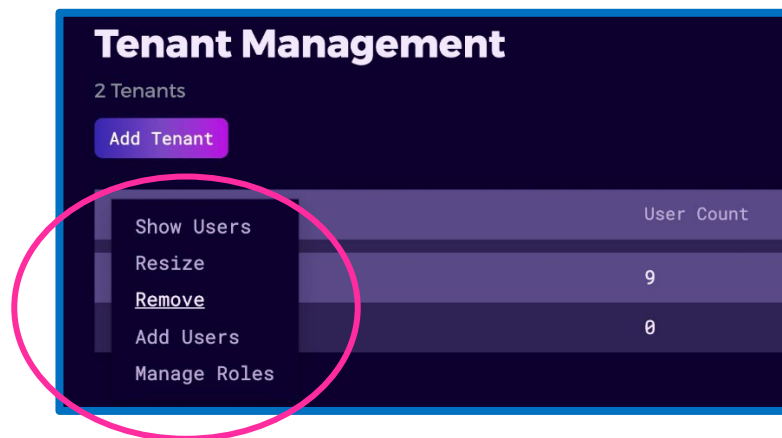 Tenant Management
2 Tenants
Add Tenant
User Count
Show Users
Resize
9
Remove
Add Users
0
Manage Roles